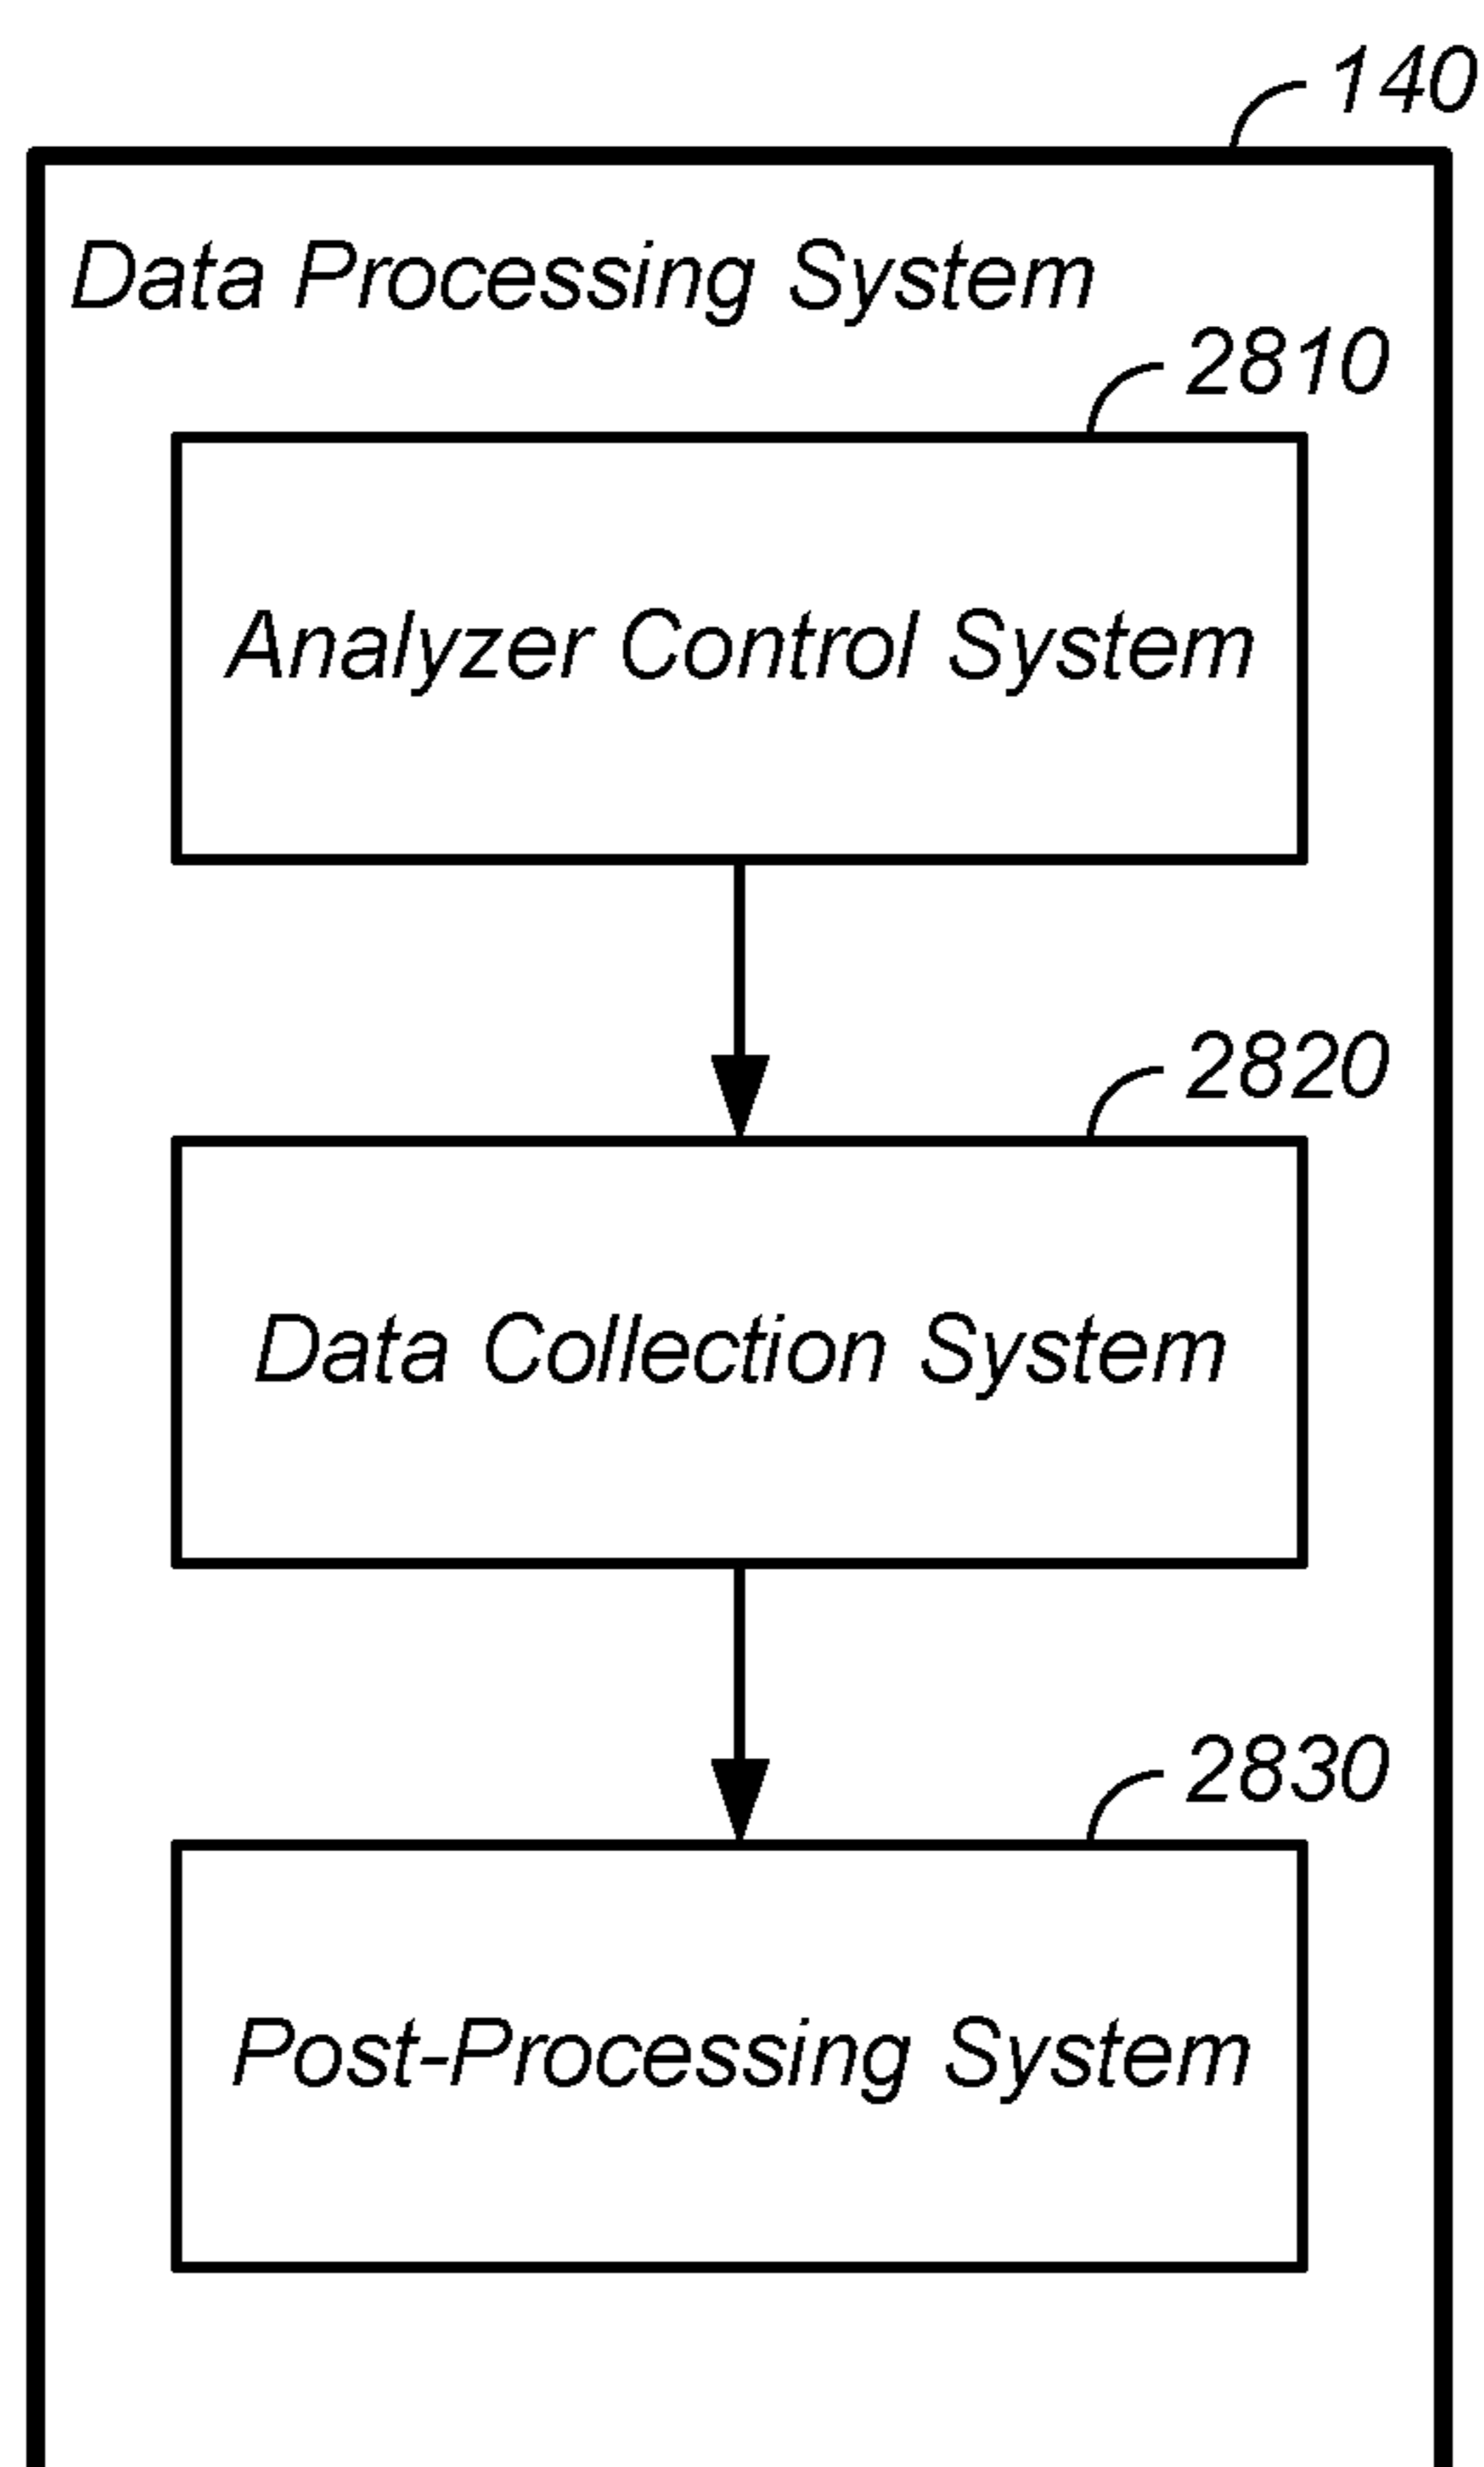 140
Data Processing System
2810
Analyzer Control System
2820
Data Collection System
2830
Post-Processing System